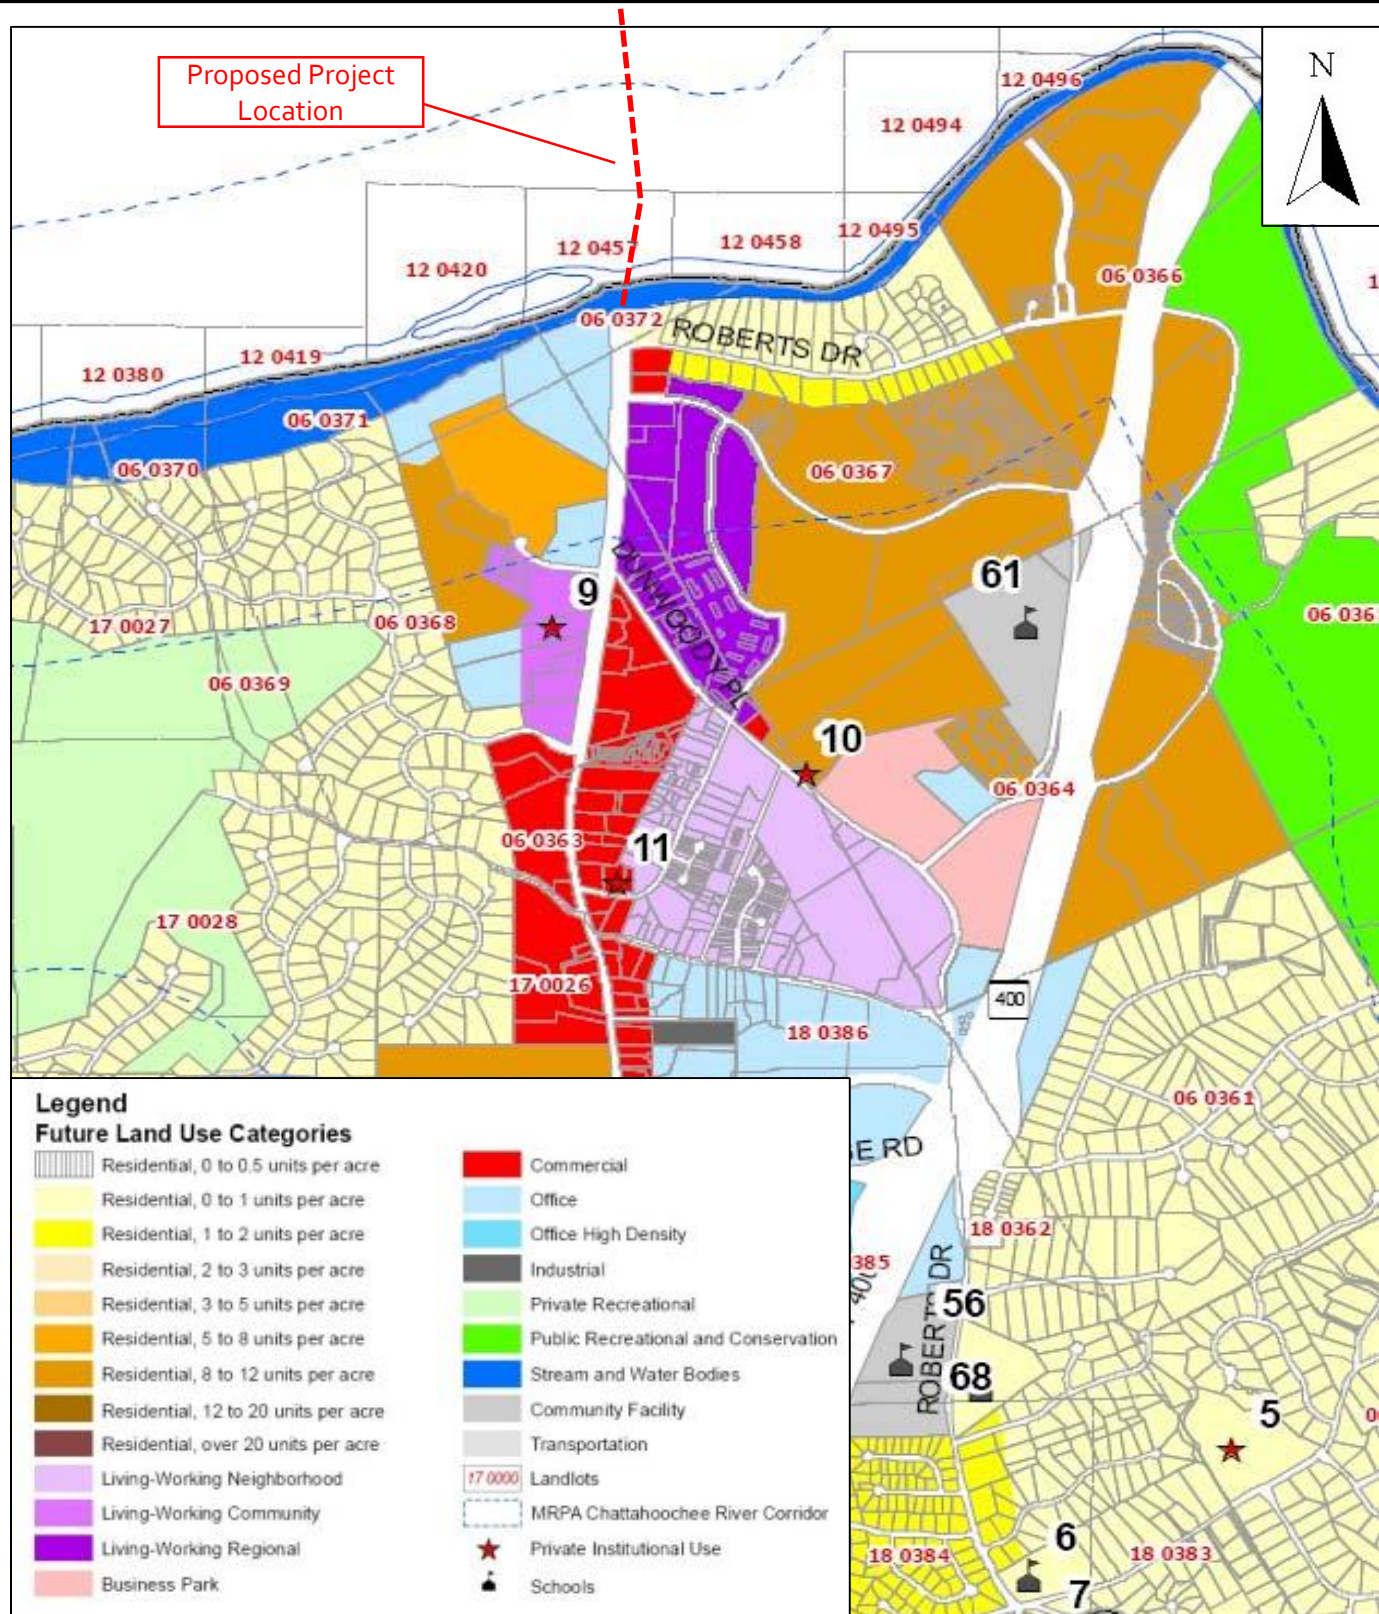 Proposed Project
Location
N
12 0496
12 0494
12 0495
12 0458
12 0457
12 0420
06 0366
06 0372
ROBERTS DR
12 0419
12 0380
06 0371
06 0370
06 0367
DUNWOODY PL
61
9
17 0027
06 0368
06 036
06 0369
10
06 0364
06 0363
11
17 0028
17 0026
400
18 0386
06 0361
GE RD
18 0362
385
400
ROBERTS DR
56
68
5
0
6
18 0384
18 0383
7
Legend
Future Land Use Categories
Residential, 0 to 0.5 units per acre
Residential, 0 to 1 units per acre
Residential, 1 to 2 units per acre
Residential, 2 to 3 units per acre
Residential, 3 to 5 units per acre
Residential, 5 to 8 units per acre
Residential, 8 to 12 units per acre
Residential, 12 to 20 units per acre
Residential, over 20 units per acre
Living-Working Neighborhood
Living-Working Community
Living-Working Regional
Business Park
Commercial
Office
Office High Density
Industrial
Private Recreational
Public Recreational and Conservation
Stream and Water Bodies
Community Facility
Transportation
17 0000 Landlots
MRPA Chattahoochee River Corridor
Private Institutional Use
Schools